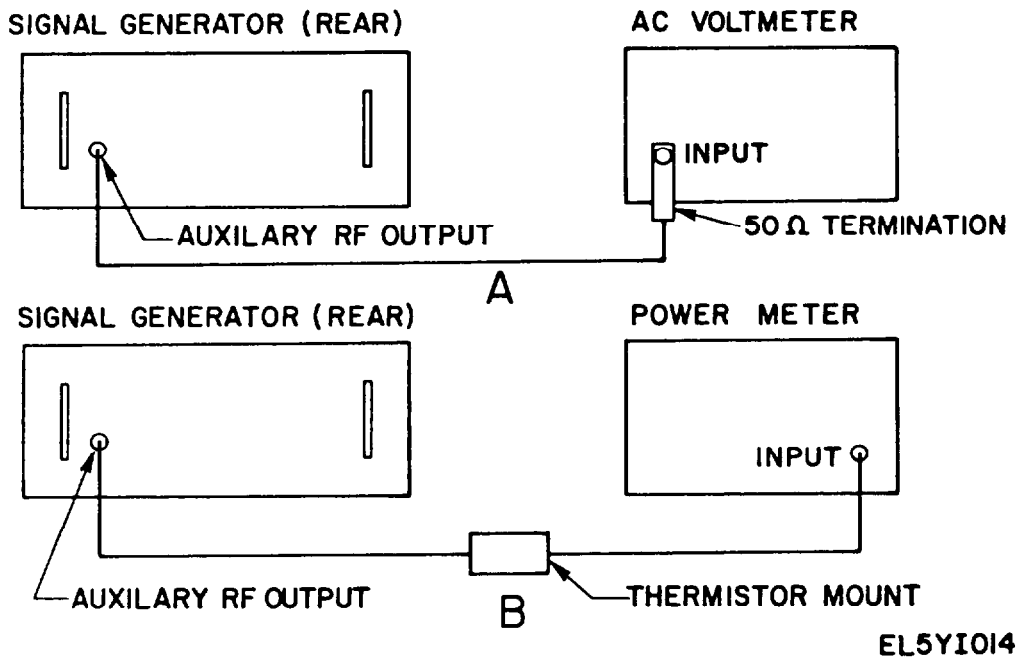 SIGNAL GENERATOR (REAR)
AC VOLTMETER
INPUT
AUXILARY RF OUTPUT
50 Ω TERMINATION
A
SIGNAL GENERATOR (REAR)
POWER METER
INPUT
AUXILARY RF OUTPUT
THERMISTOR MOUNT
B
EL5YI014